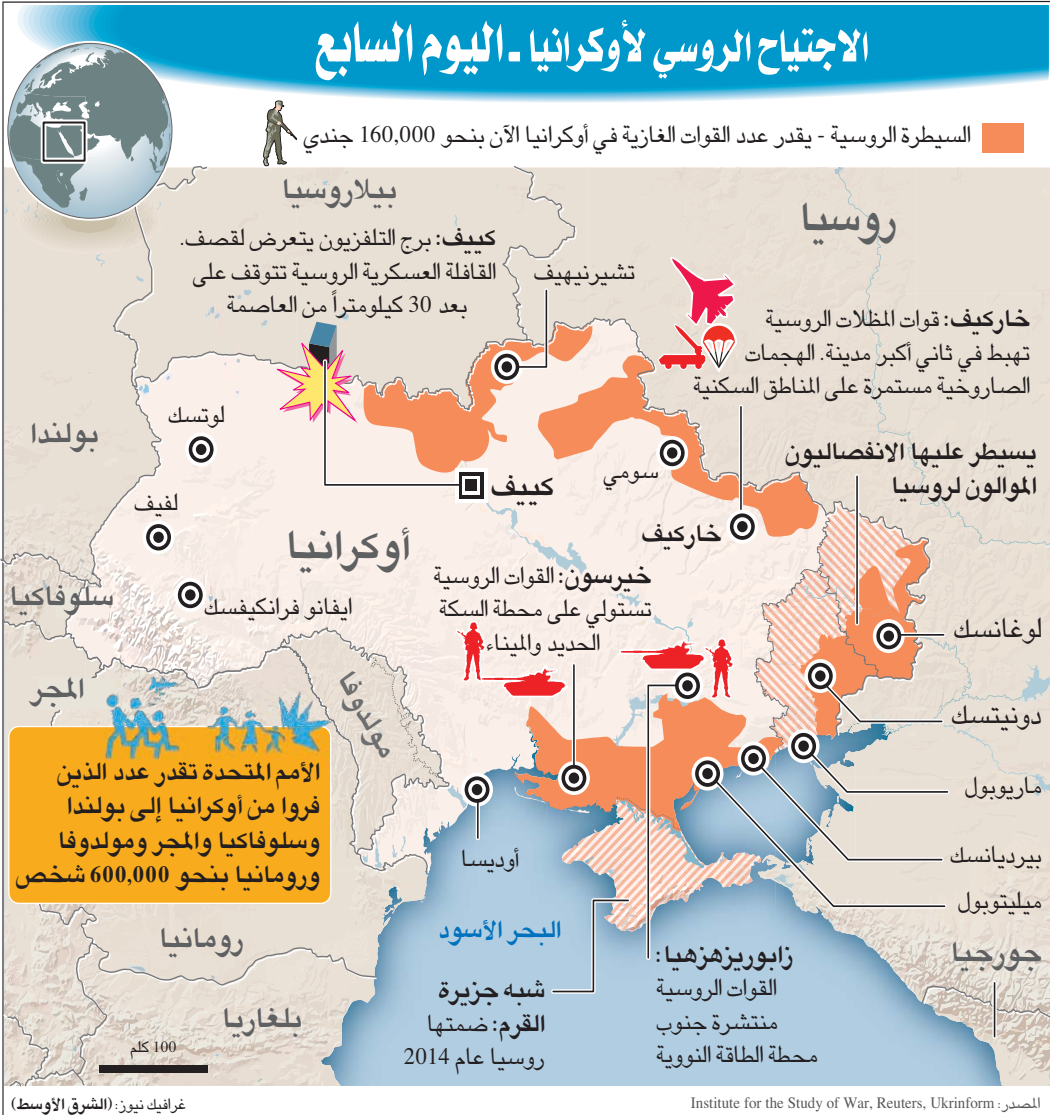 الاجتياح الروسي لأوكرانيا ـ اليوم السابع
السيطرة الروسية - يقدر عدد القوات الغازية في أوكرانيا الآن بنحو 160,000 جندي
بيلاروسيا
روسيا
كييف: برج التلفزيون يتعرض لقصف.
القافلة العسكرية الروسية تتوقف على
بعد 30 كيلومتراً من العاصمة
تشيرنيهيف
خاركيف: قوات المظلات الروسية
تهبط في ثاني أكبر مدينة. الهجمات
الصاروخية مستمرة على المناطق السكنية
بولندا
لوتسك
يسيطر عليها الانفصاليون
الموالون لروسيا
سومي
كييف
لفيف
خاركيف
أوكرانيا
سلوفاكيا
ايفانو فرانكيفسك
خيرسون: القوات الروسية
تستولي على محطة السكة
الحديد والميناء
لوغانسك
المجر
مولدوفا
دونيتسك
الأمم المتحدة تقدر عدد الذين
فروا من أوكرانيا إلى بولندا
وسلوفاكيا والمجر ومولدوفا
ورومانيا بنحو 600,000 شخص
ماريوبول
أوديسا
بيرديانسك
ميليتوبول
البحر الأسود
رومانيا
جورجيا
زابوريزهزهيا:
القوات الروسية
منتشرة جنوب
محطة الطاقة النووية
شبه جزيرة
القرم: ضمتها
روسيا عام 2014
بلغاريا
100 كلم
المصدر: Institute for the Study of War, Reuters, Ukrinform
غرافيك نيوز: (الشرق الأوسط)